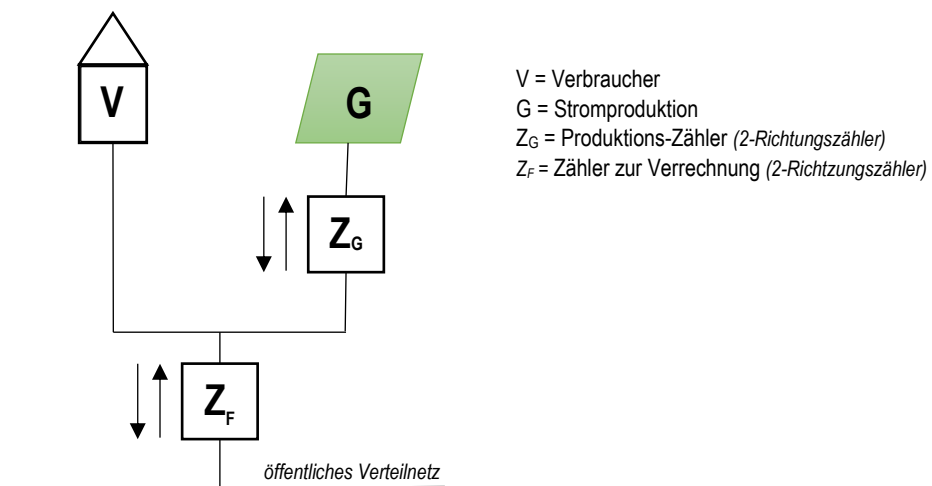 V
G
V = Verbraucher
G = Stromproduktion
ZG = Produktions-Zähler (2-Richtungszähler)
ZF = Zähler zur Verrechnung (2-Richtzungszähler)
ZG
ZF
öffentliches Verteilnetz